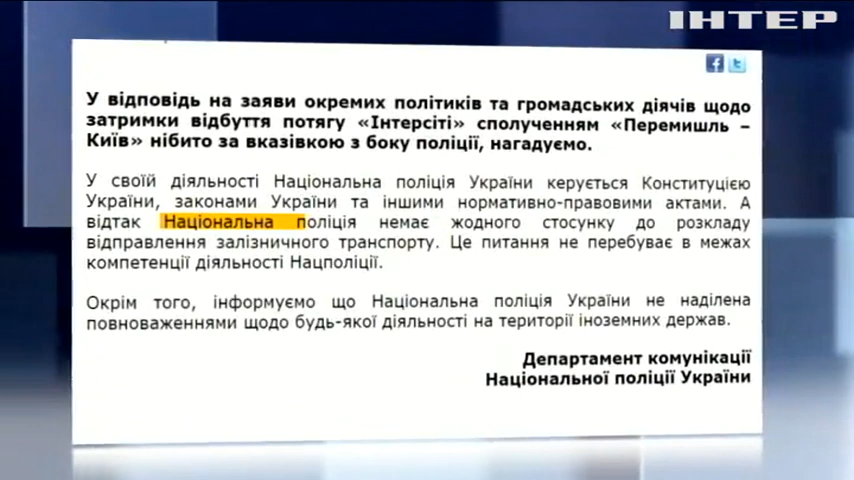 ІНТЕР
У відповідь на заяви окремих політиків та громадських діячів щодо
затримки відбуття потягу «Інтерсіті» сполученням «Перемишль –
Київ» нібито за вказівкою з боку поліції, нагадуємо.
У своїй діяльності Національна поліція України керується Конституцією
України, законами України та іншими нормативно-правовими актами. А
відтак Національна поліція немає жодного стосунку до розкладу
відправлення залізничного транспорту. Це питання не перебуває в межах
компетенції діяльності Нацполіції.
Окрім того, інформуємо що Національна поліція України не наділена
повноваженнями щодо будь-якої діяльності на території іноземних держав.
Департамент комунікації
Національної поліції України